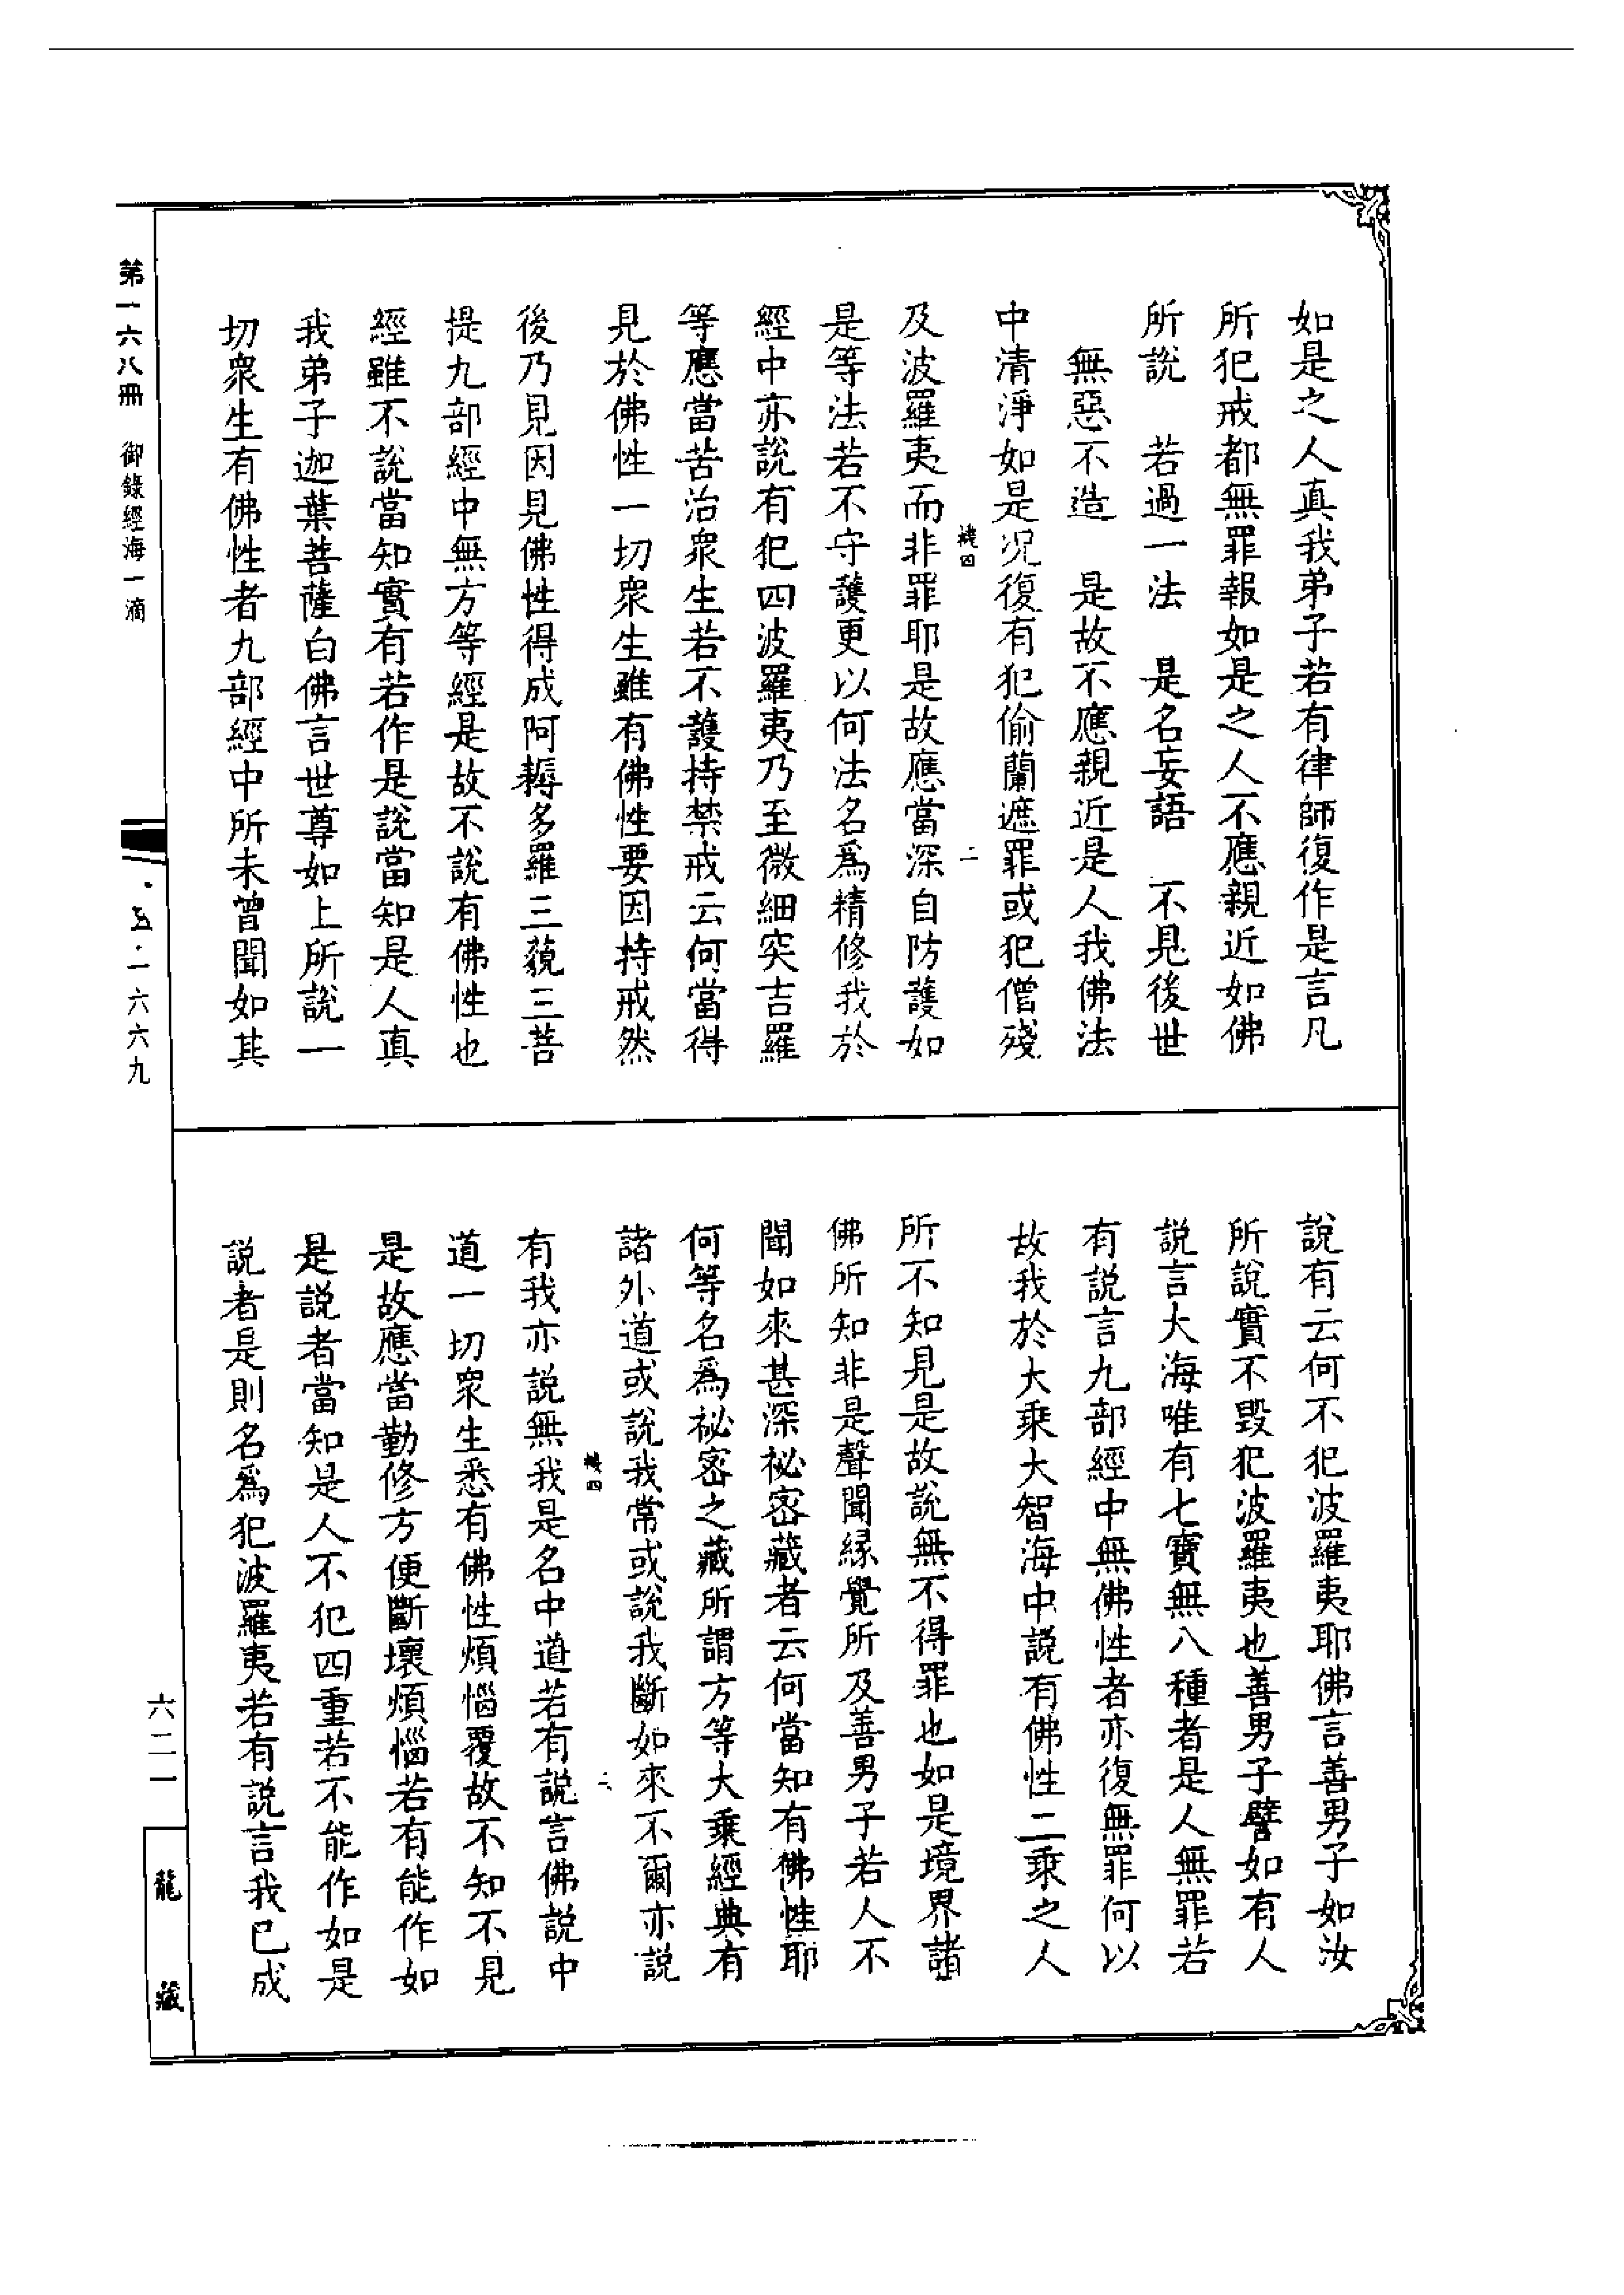 如是之人真我弟子若有律師復作是言凡
所犯戒都無罪報如是之人不應親近如佛
所説　若過一法　是名妄語　不見後世
　無惡不造　是故不應親近是人我佛法
中清淨如是況復有犯偷蘭遮罪或犯僧殘
及波羅夷而非罪耶是故應當深自防護如
是等法若不守護更以何法名為精修我於
經中亦説有犯四波羅夷乃至微細突吉羅
等應當苦治衆生若不護持禁戒云何當得
見於佛性一切衆生雖有佛性要因持戒然
後乃見因見佛性得成阿耨多羅三藐三菩
提九部經中無方等經是故不説有佛性也
經雖不説當知實有若作是説當知是人真
我弟子迦葉菩薩白佛言世尊如上所説一
切衆生有佛性者九部經中所未曾聞如其
説有云何不犯波羅夷耶佛言善男子如汝
所説實不毀犯波羅夷也善男子譬如有人
説言大海唯有七寶無八種者是人無罪若
有説言九部經中無佛性者亦復無罪何以
故我於大乘大智海中説有佛性二乘之人
所不知見是故説無不得罪也如是境界諸
佛所知非是聲聞緣覺所及善男子若人不
聞如來甚深祕密藏者云何當知有佛性耶
何等名為祕密之藏所謂方等大乘經典有
諸外道或説我常或説我斷如來不爾亦説
有我亦説無我是名中道若有説言佛説中
道一切衆生悉有佛性煩惱覆故不知不見
是故應當勤修方便斷壞煩惱若有能作如
是説者當知是人不犯四重若不能作如是
説者是則名為犯波羅夷若有説言我已成
第一六八冊　御錄經海一滴
五·一六六九
六二一
龍藏